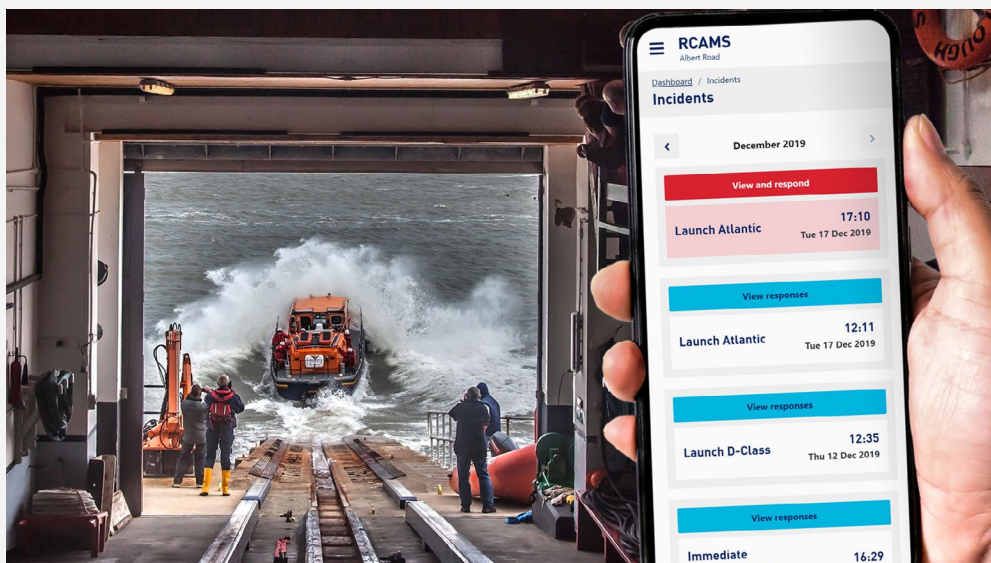 RCAMS
Albert Road
Dashboard / Incidents
Incidents
December 2019
View and respond
Launch Atlantic
17:10
Tue 17 Dec 2019
View responses
Launch Atlantic
12:11
Tue 17 Dec 2019
View responses
Launch D-Class
12:35
Thu 12 Dec 2019
View responses
Immediate
16:29
OUGH